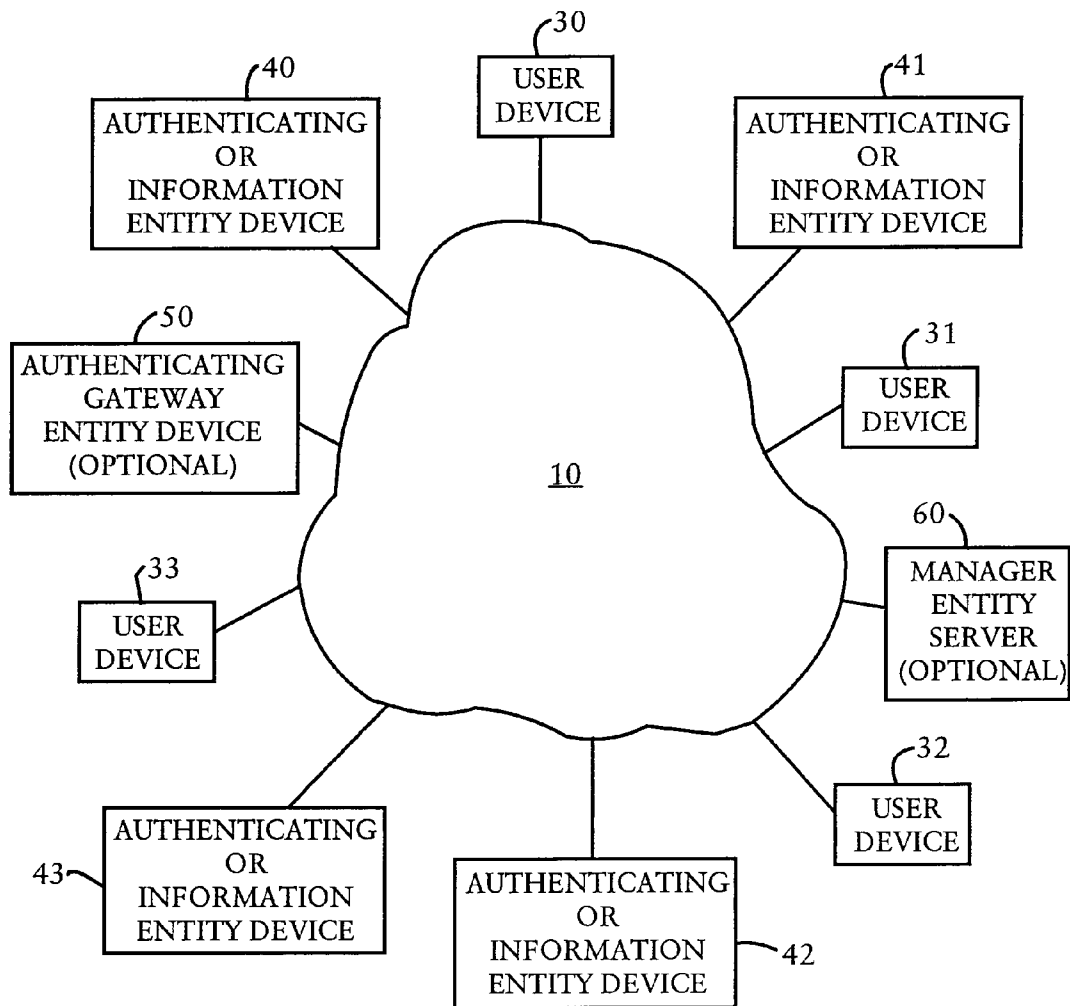 30
USER
DEVICE
40
AUTHENTICATING
OR
INFORMATION
ENTITY DEVICE
41
AUTHENTICATING
OR
INFORMATION
ENTITY DEVICE
50
AUTHENTICATING
GATEWAY
ENTITY DEVICE
(OPTIONAL)
31
USER
DEVICE
10
60
MANAGER
ENTITY
SERVER
(OPTIONAL)
33
USER
DEVICE
32
USER
DEVICE
43
AUTHENTICATING
OR
INFORMATION
ENTITY DEVICE
AUTHENTICATING
OR
INFORMATION
ENTITY DEVICE
42